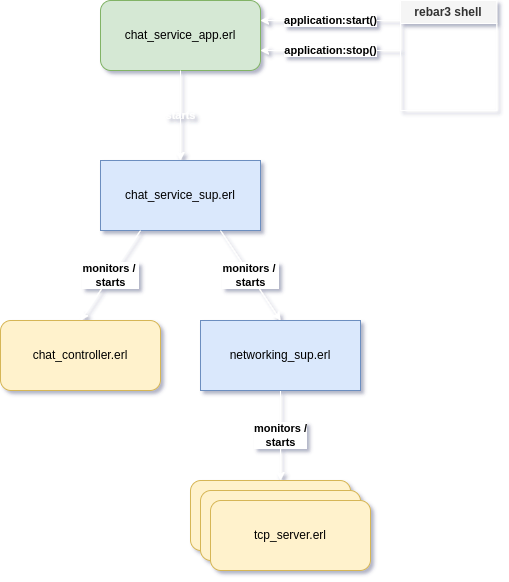 rebar3 shell
application:start()
chat_service_app.erl
application:stop()
starts
chat_service_sup.erl
monitors /
starts
monitors /
starts
chat_controller.erl
networking_sup.erl
monitors /
starts
tcp_server.erl